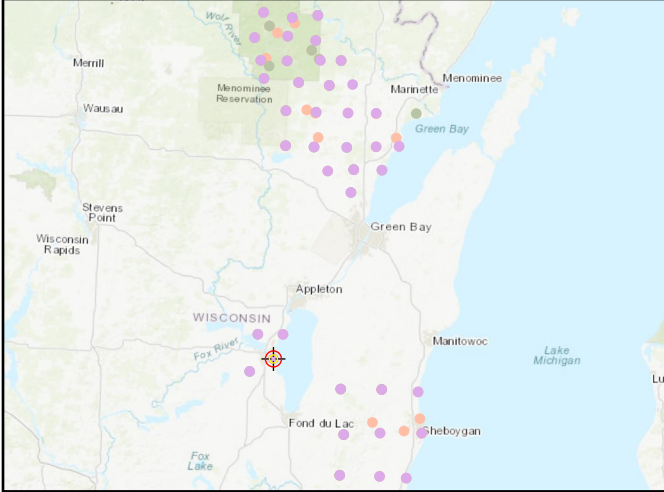 Wolf River
Merrill
Menominee
Reservation
Marinette
Menominee
Wausau
Green Bay
Stevens
Point
Green Bay
Wisconsin
Rapids
Appleton
WISCONSIN
Fox River
Manitowoc
Lake
Michigan
Lu
Fond du Lac
Sheboygan
Fox
Lake